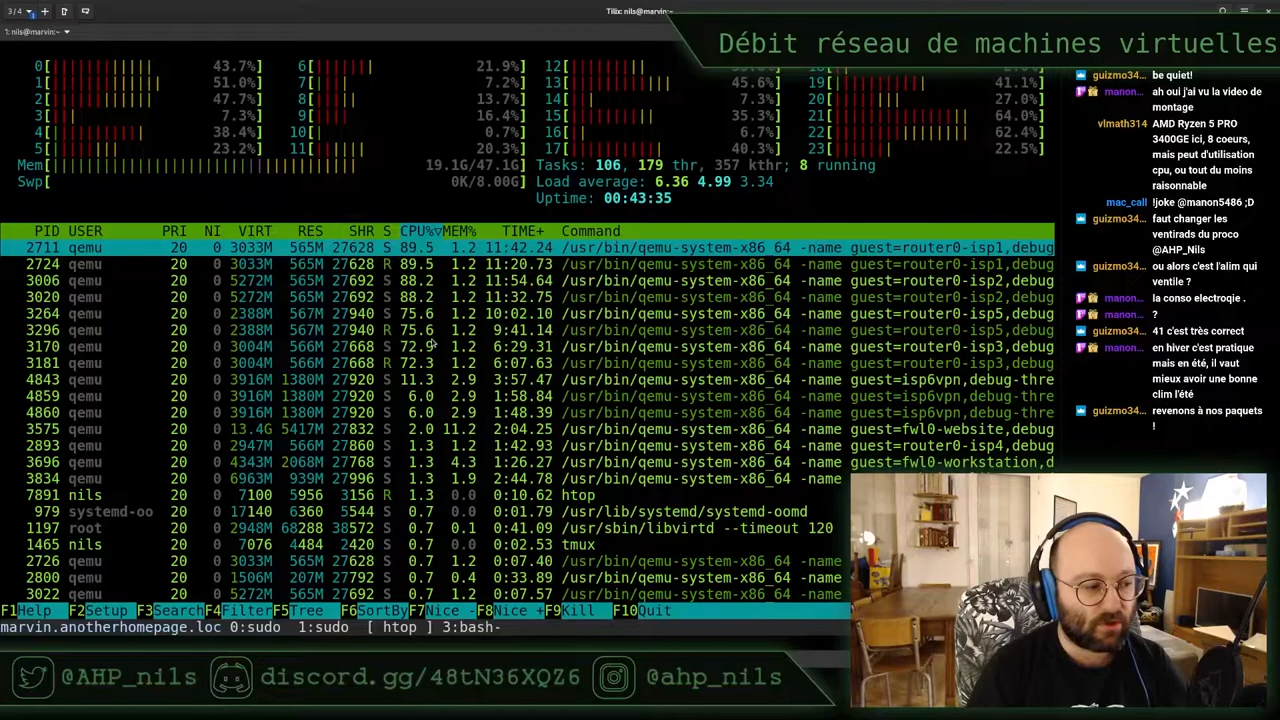 3/4
Tilix: nils@marvin:~
1: nils@marvin:~
Débit réseau de machines virtuelles
0[ 43.7%] 6[ 21.9%] 12[
1[ 51.0%] 7[ 7.2%] 13[ 45.6%] 19[ 41.1%]
2[ 47.7%] 8[ 13.7%] 14[ 7.3%] 20[ 27.0%]
3[ 7.3%] 9[ 16.4%] 15[ 35.3%] 21[ 64.0%]
4[ 38.4%] 10[ 0.7%] 16[ 6.7%] 22[ 62.4%]
5[ 23.2%] 11[ 20.3%] 17[ 40.3%] 23[ 22.5%]
Mem[ 19.1G/47.1G] Tasks: 106, 179 thr, 357 kthr; 8 running
Swp[ 0K/8.00G] Load average: 6.36 4.99 3.34
Uptime: 00:43:35
PID USER PRI NI VIRT RES SHR S CPU%▽MEM% TIME+ Command
2711 qemu 20 0 3033M 565M 27628 S 89.5 1.2 11:42.24 /usr/bin/qemu-system-x86_64 -name guest=router0-isp1,debug
2724 qemu 20 0 3033M 565M 27628 R 89.5 1.2 11:20.73 /usr/bin/qemu-system-x86_64 -name guest=router0-isp1,debug
3006 qemu 20 0 5272M 567M 27692 S 88.2 1.2 11:54.64 /usr/bin/qemu-system-x86_64 -name guest=router0-isp2,debug
3020 qemu 20 0 5272M 567M 27692 S 88.2 1.2 11:32.75 /usr/bin/qemu-system-x86_64 -name guest=router0-isp2,debug
3264 qemu 20 0 2388M 567M 27940 S 75.6 1.2 10:02.10 /usr/bin/qemu-system-x86_64 -name guest=router0-isp5,debug
3296 qemu 20 0 2388M 567M 27940 R 75.6 1.2 9:41.14 /usr/bin/qemu-system-x86_64 -name guest=router0-isp5,debug
3170 qemu 20 0 3004M 566M 27668 S 72.9 1.2 6:29.31 /usr/bin/qemu-system-x86_64 -name guest=router0-isp3,debug
3181 qemu 20 0 3004M 566M 27668 R 72.3 1.2 6:07.63 /usr/bin/qemu-system-x86_64 -name guest=router0-isp3,debug
4843 qemu 20 0 3916M 1380M 27920 S 11.3 2.9 3:57.47 /usr/bin/qemu-system-x86_64 -name guest=isp6vpn,debug-thre
4859 qemu 20 0 3916M 1380M 27920 S 6.0 2.9 1:58.84 /usr/bin/qemu-system-x86_64 -name guest=isp6vpn,debug-thre
4860 qemu 20 0 3916M 1380M 27920 S 6.0 2.9 1:48.39 /usr/bin/qemu-system-x86_64 -name guest=isp6vpn,debug-thre
3575 qemu 20 0 13.4G 5417M 27832 S 2.0 11.2 2:04.25 /usr/bin/qemu-system-x86_64 -name guest=fwl0-website,debug
2893 qemu 20 0 2947M 566M 27860 S 1.3 1.2 1:42.93 /usr/bin/qemu-system-x86_64 -name guest=router0-isp4,debug
3696 qemu 20 0 4343M 2068M 27768 S 1.3 4.3 1:26.27 /usr/bin/qemu-system-x86_64 -name guest=fwl0-workstation,d
3834 qemu 20 0 6963M 939M 27996 S 1.3 1.9 2:44.78 /usr/bin/qemu-system-x86_64 -name
7891 nils 20 0 7100 5956 3156 R 1.3 0.0 0:10.62 htop
979 systemd-oo 20 0 17140 6360 5544 S 0.7 0.0 0:01.79 /usr/lib/systemd/systemd-oomd
1197 root 20 0 2948M 68288 38572 S 0.7 0.1 0:41.09 /usr/sbin/libvirtd --timeout 120
1465 nils 20 0 7076 4484 2420 S 0.7 0.0 0:02.53 tmux
2726 qemu 20 0 3033M 565M 27628 S 0.7 1.2 0:07.40 /usr/bin/qemu-system-x86_64 -name
2800 qemu 20 0 1506M 207M 27792 S 0.7 0.4 0:33.89 /usr/bin/qemu-system-x86_64 -name
3022 qemu 20 0 5272M 567M 27692 S 0.7 1.2 0:07.57 /usr/bin/qemu-system-x86_64 -name
F1Help F2Setup F3SearchF4FilterF5Tree F6SortByF7Nice -F8Nice +F9Kill F10Quit
marvin.anotherhomepage.loc 0:sudo 1:sudo [ htop ] 3:bash-
guizmo34... be quiet!
manon... ah oui j'ai vu la video de
montage
vlmath314 AMD Ryzen 5 PRO
3400GE ici, 8 coeurs,
mais peut d'utilisation
cpu, ou tout du moins
raisonnable
mac_call !joke @manon5486 ;D
guizmo34... faut changer les
ventirads du proco
@AHP_Nils
guizmo34... ou alors c'est l'alim qui
ventile ?
manon... la conso electroqie .
manon... ?
guizmo34... 41 c'est très correct
manon... en hiver c'est pratique
mais en été, il vaut
mieux avoir une bonne
clim l'été
guizmo34... revenons à nos paquets
!
@AHP_nils
discord.gg/48tN36XQZ6
@ahp_nils